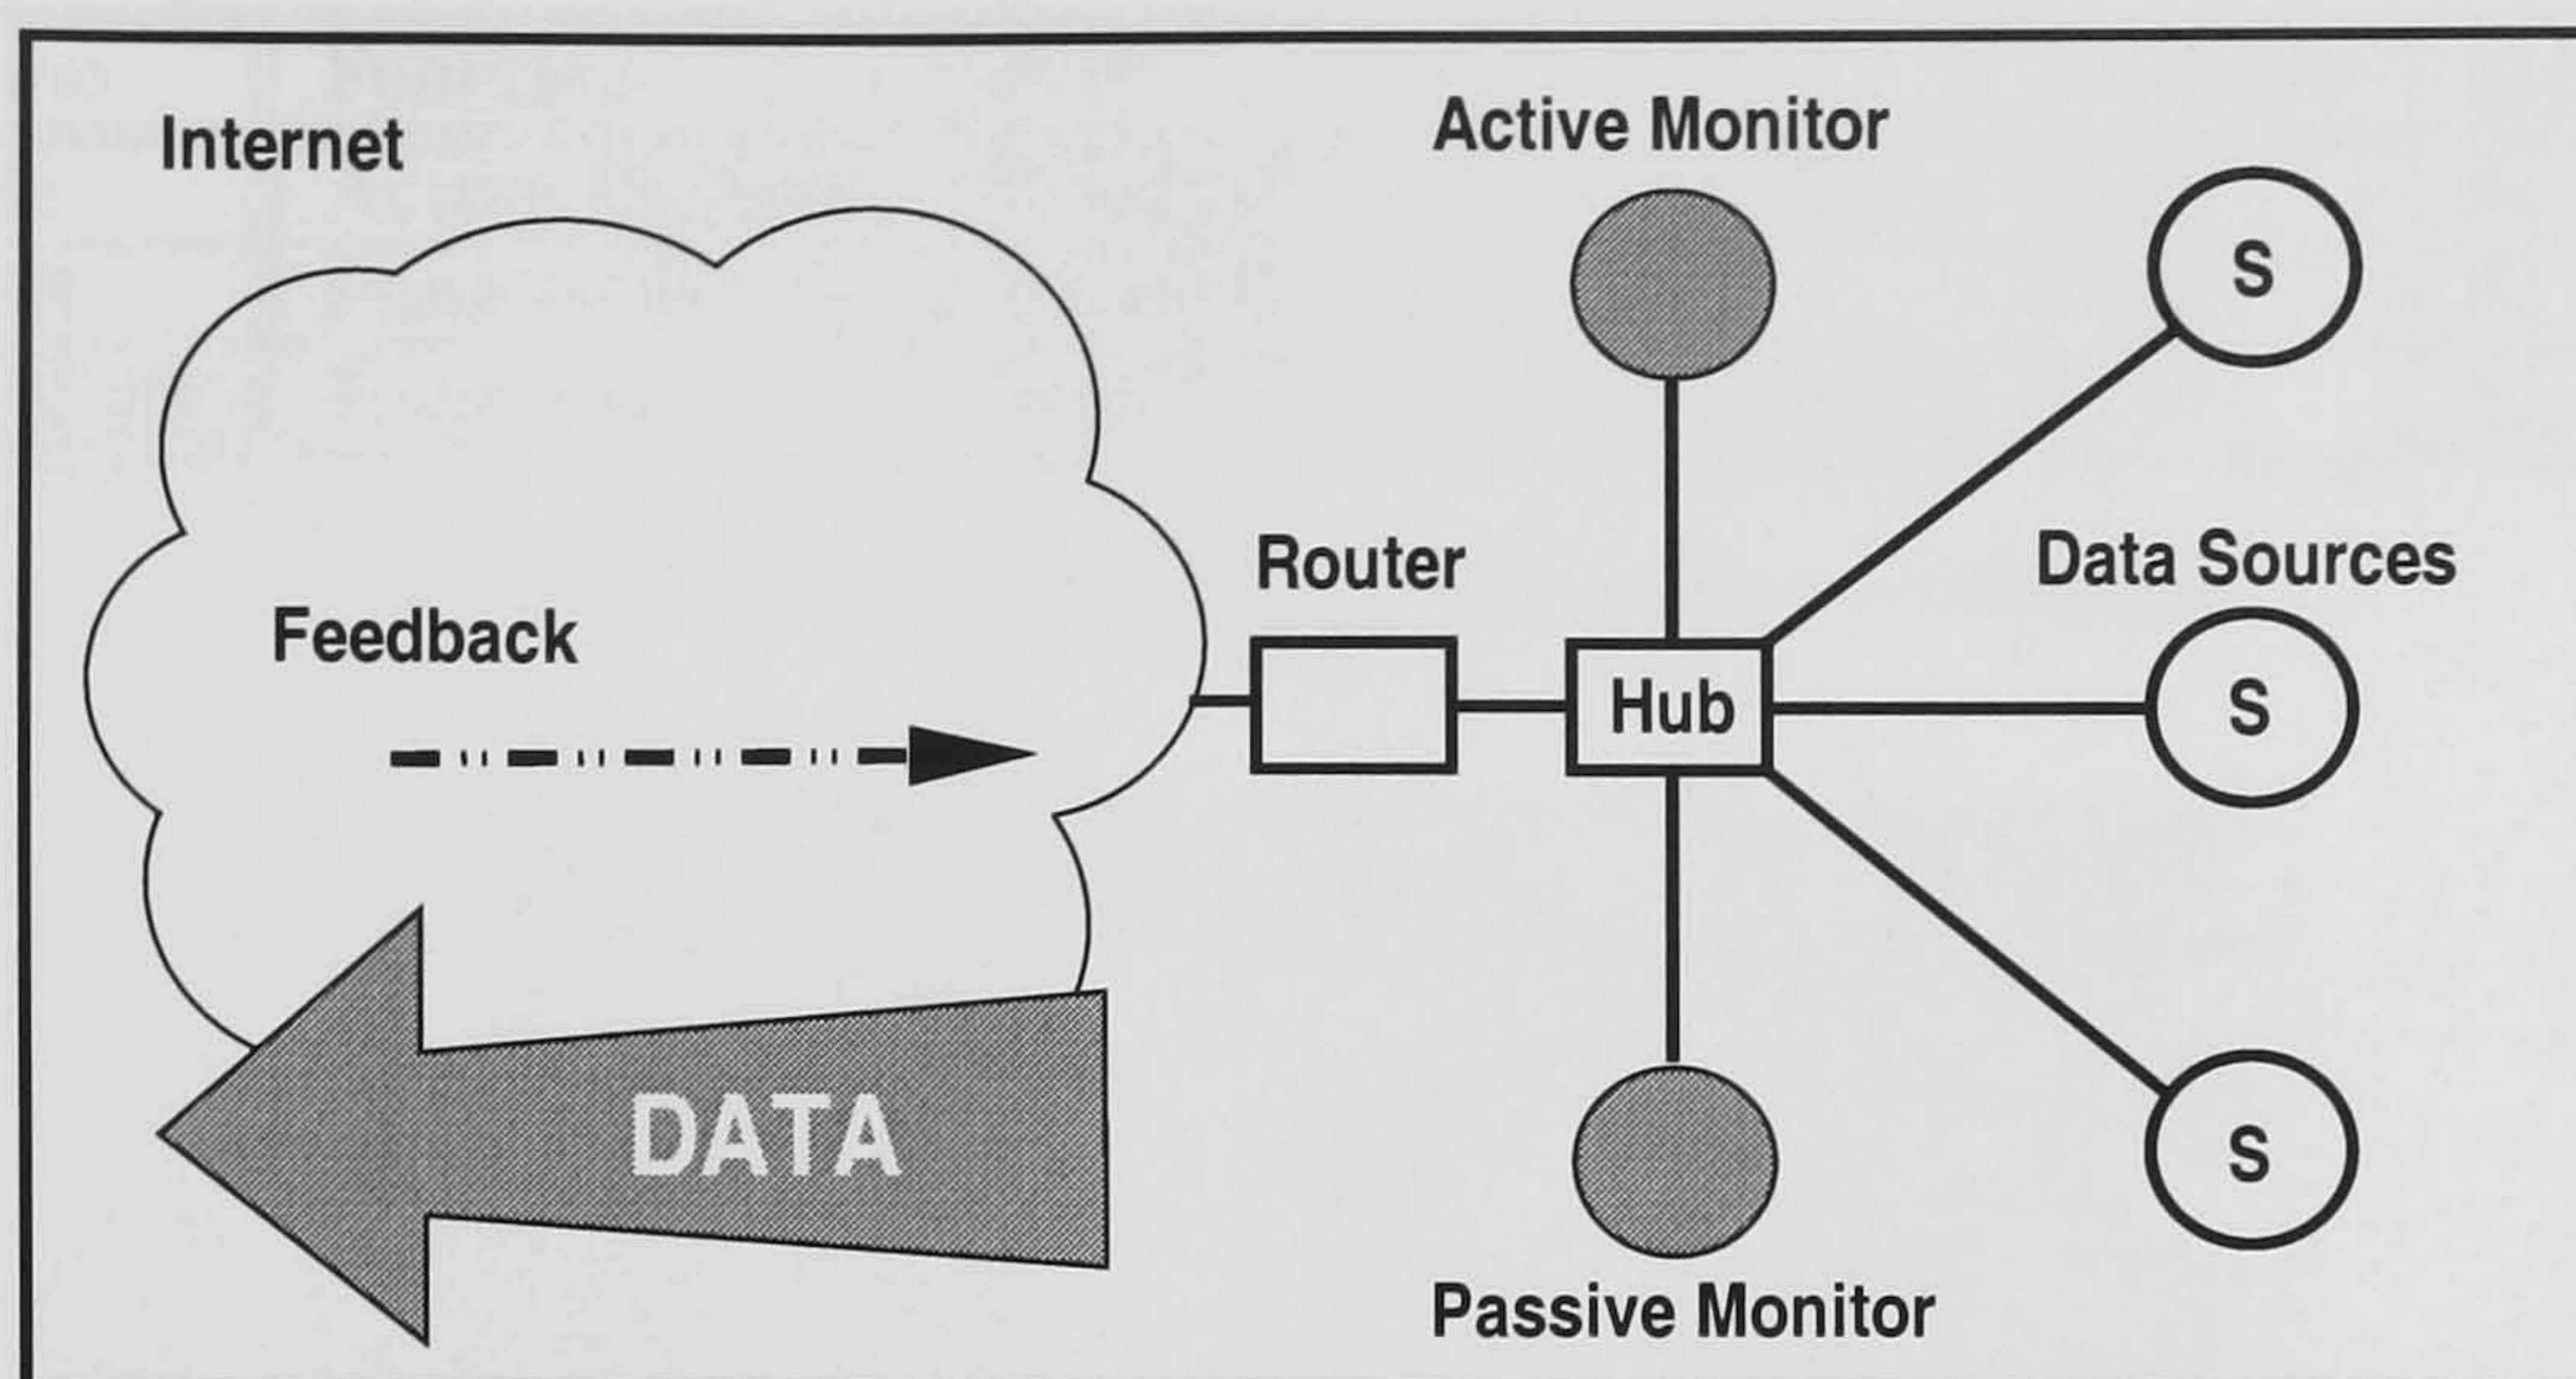 Internet
Active Monitor
S
Router
Data Sources
Feedback
Hub
S
DATA
S
Passive Monitor